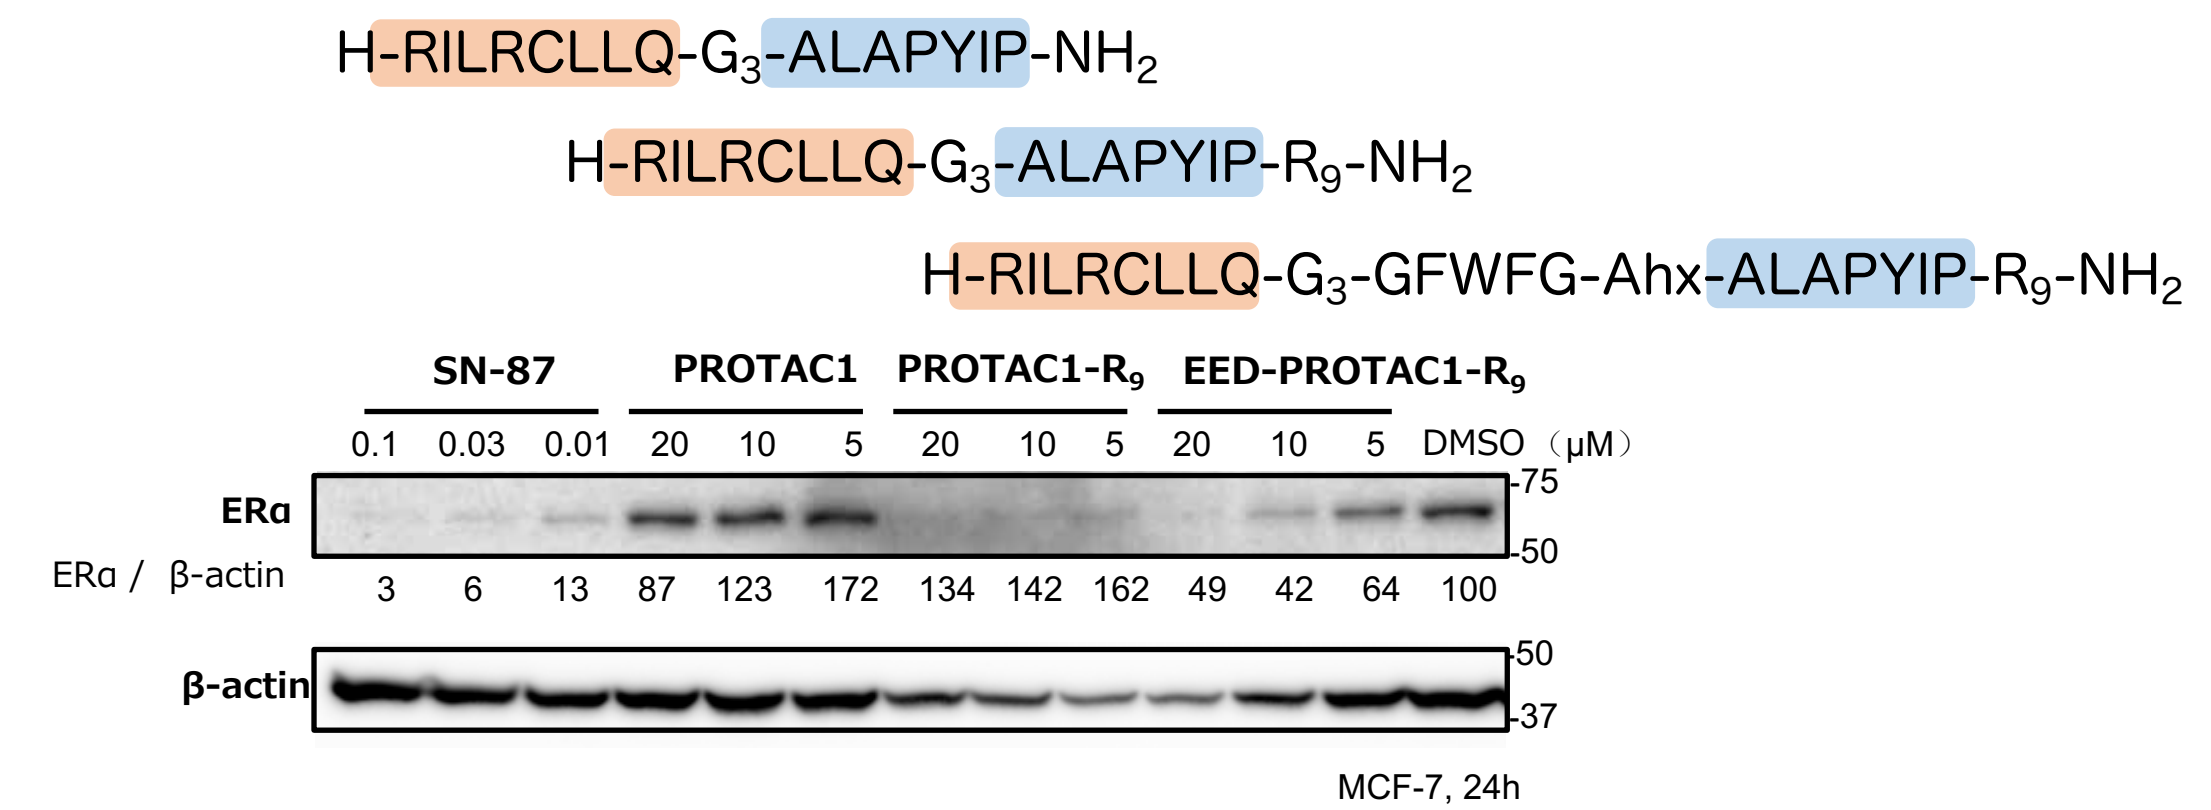 H-RILRCLLQ-G3-ALAPYIP-NH2
H-RILRCLLQ-G3-ALAPYIP-R9-NH2
H-RILRCLLQ-G3-GFWFG-Ahx-ALAPYIP-R9-NH2
SN-87 PROTAC1 PROTAC1-R9 EED-PROTAC1-R9
0.1 0.03 0.01 20 10 5 20 10 5 20 10 5 DMSO（μM）
-75
ERα
-50
ERα / β-actin 3 6 13 87 123 172 134 142 162 49 42 64 100
-50
β-actin
-37
MCF-7, 24h